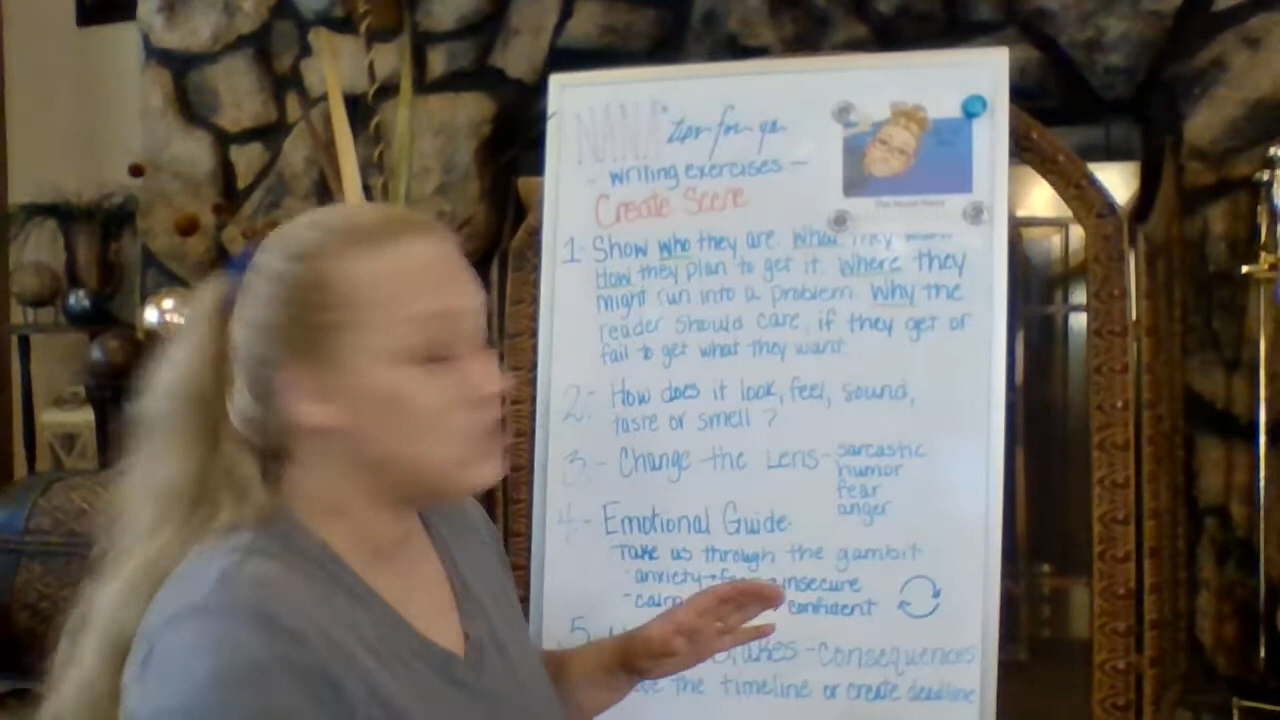 NANA tips for ya
- writing exercises -
Create Scene
1- Show who they are. What they want
How they plan to get it. Where they
might run into a problem. Why the
reader should care, if they get or
fail to get what they want
2- How does it look, feel, sound,
taste or smell?
3- Change the Lens- sarcastic
humor
fear
anger
4- Emotional Guide-
Take us through the gambit
- anxiety → insecure
- calm confident
5 Stakes - Consequences
the timeline or create deadline